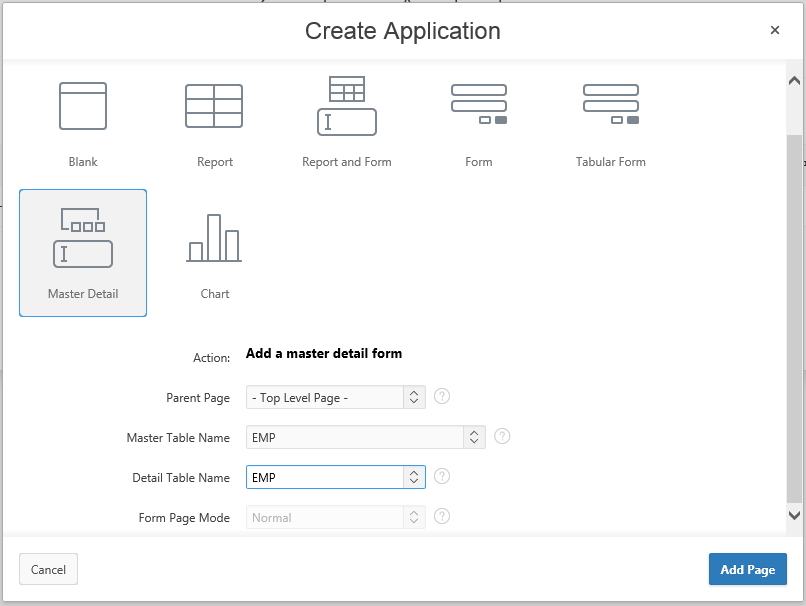 Create Application
×
Blank
Report
Report and Form
Form
Tabular Form
Master Detail
Chart
Action: Add a master detail form
Parent Page - Top Level Page - ?
Master Table Name EMP ?
Detail Table Name EMP ?
Form Page Mode Normal ?
Cancel
Add Page